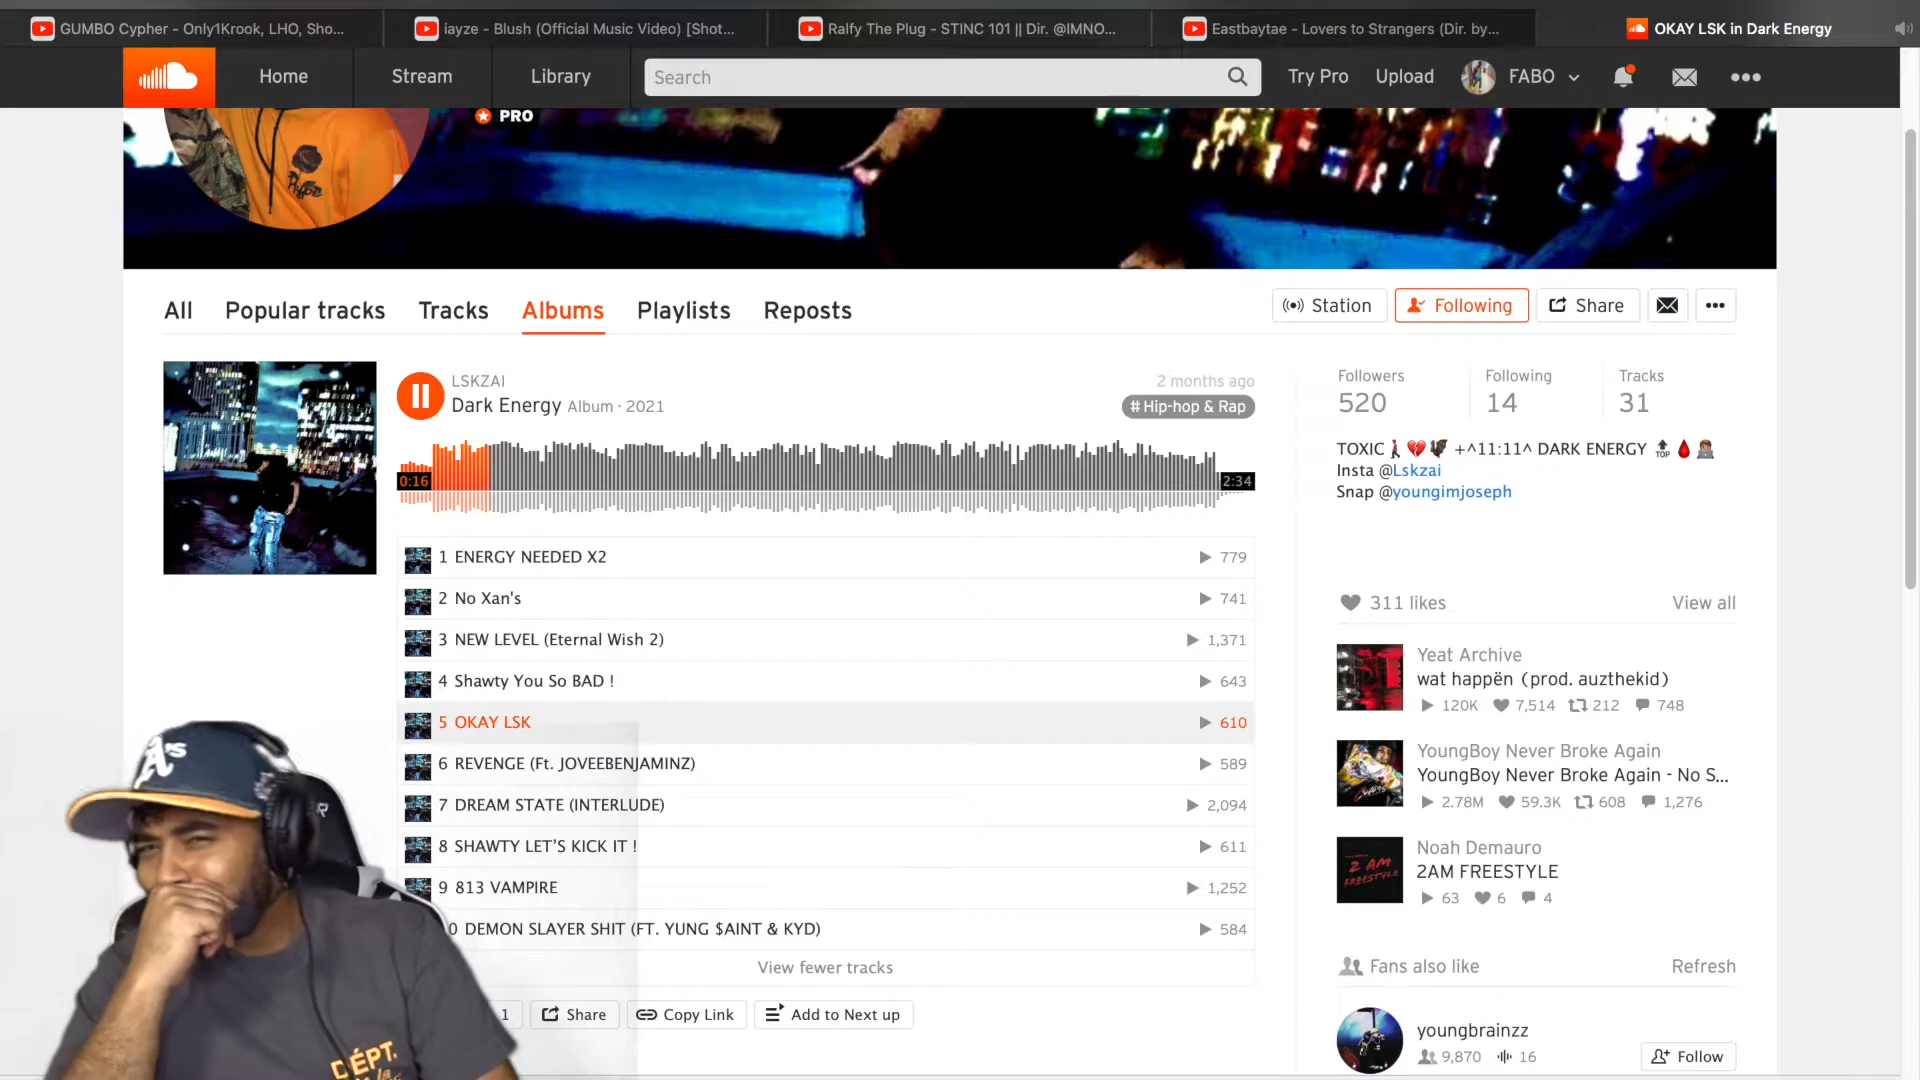 GUMBO Cypher - Only1Krook, LHO, Sho...
iayze - Blush (Official Music Video) [Shot...
Ralfy The Plug - STINC 101 || Dir. @IMNO...
Eastbaytae - Lovers to Strangers (Dir. by...
OKAY LSK in Dark Energy
Home
Stream
Library
Search
Try Pro
Upload
FABO
PRO
Hype
All
Popular tracks
Tracks
Albums
Playlists
Reposts
Station
Following
Share
LSKZAI
Dark Energy Album · 2021
2 months ago
# Hip-hop & Rap
0:16
2:34
1 ENERGY NEEDED X2
779
2 No Xan's
741
3 NEW LEVEL (Eternal Wish 2)
1,371
4 Shawty You So BAD !
643
5 OKAY LSK
610
6 REVENGE (Ft. JOVEEBENJAMINZ)
589
7 DREAM STATE (INTERLUDE)
2,094
8 SHAWTY LET'S KICK IT !
611
9 813 VAMPIRE
1,252
0 DEMON SLAYER SHIT (FT. YUNG $AINT & KYD)
584
View fewer tracks
1
Share
Copy Link
Add to Next up
Followers
520
Following
14
Tracks
31
TOXIC🚶🏽💔🦇 +^11:11^ DARK ENERGY 🔝🩸👨🏽‍💻
Insta @Lskzai
Snap @youngimjoseph
311 likes
View all
Yeat Archive
wat happën (prod. auzthekid)
120K 7,514 212 748
YoungBoy Never Broke Again
YoungBoy Never Broke Again - No S...
2.78M 59.3K 608 1,276
2 AM
FREESTYLE
Noah Demauro
2AM FREESTYLE
63 6 4
Fans also like
Refresh
youngbrainzz
9,870 16
Follow
A's
R
DÉPT.